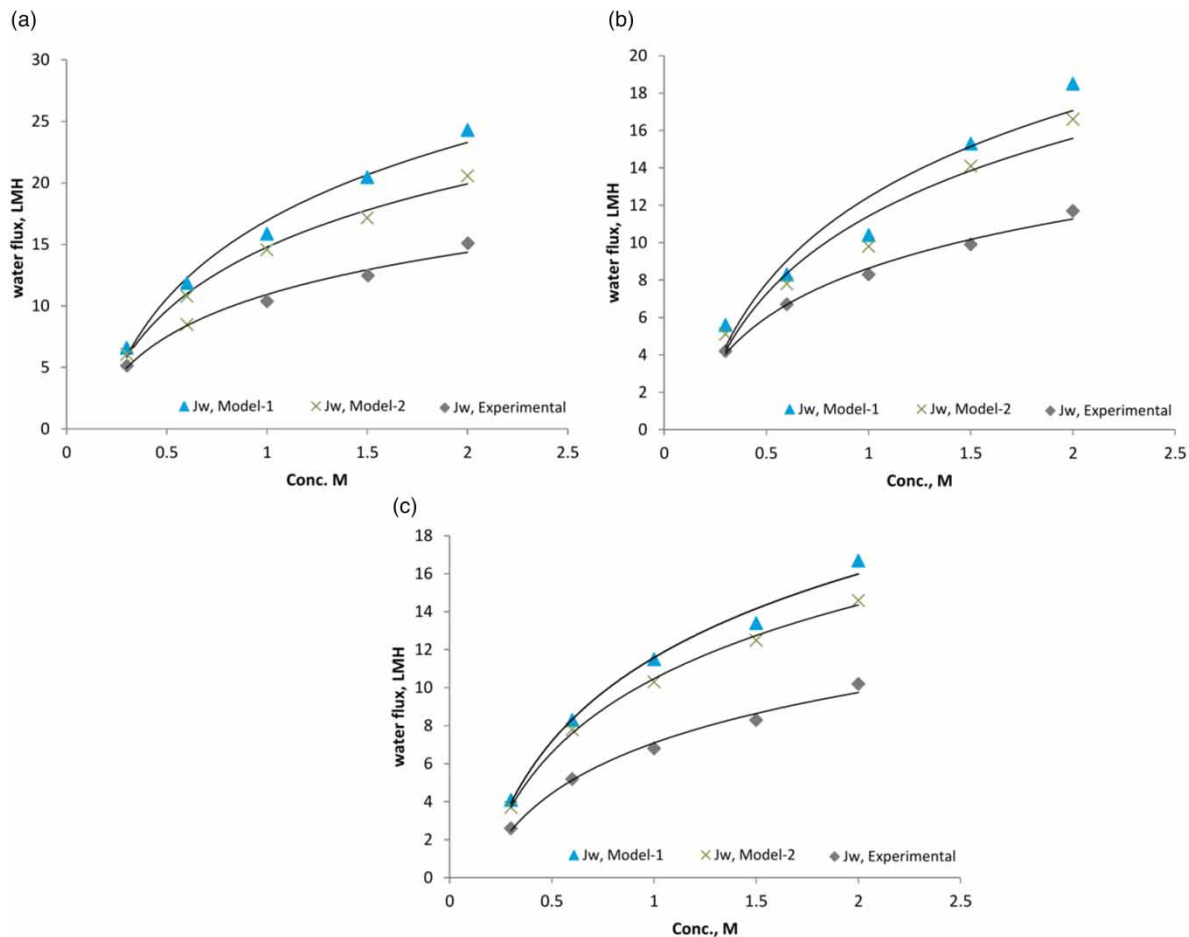 (a)
30
25
20
15
10
5
0
water flux, LMH
Jw, Model-1 Jw, Model-2 Jw, Experimental
0 0.5 1 1.5 2 2.5
Conc. M
(b)
20
18
16
14
12
10
8
6
4
2
0
water flux, LMH
Jw, Model-1 Jw, Model-2 Jw, Experimental
0 0.5 1 1.5 2 2.5
Conc., M
(c)
18
16
14
12
10
8
6
4
2
0
water flux, LMH
Jw, Model-1 Jw, Model-2 Jw, Experimental
0 0.5 1 1.5 2 2.5
Conc., M